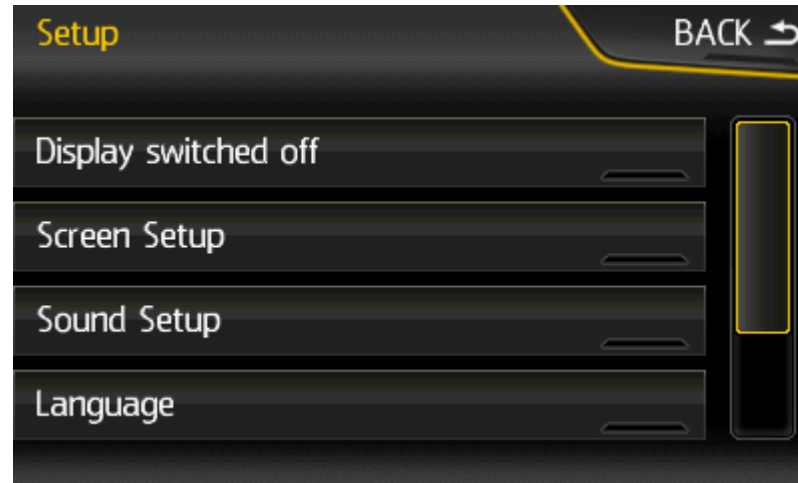 Setup
BACK
Display switched off
Screen Setup
Sound Setup
Language